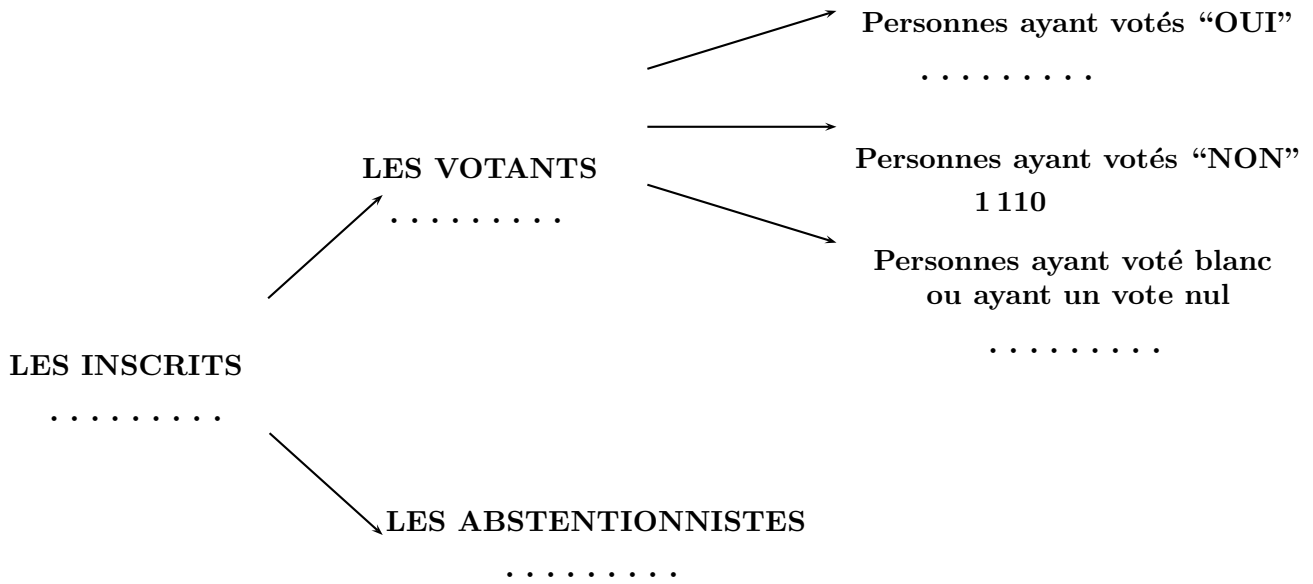 Personnes ayant votés “OUI”
. . . . . . . . .
LES VOTANTS
. . . . . . . . .
Personnes ayant votés “NON”
1 110
Personnes ayant voté blanc
ou ayant un vote nul
. . . . . . . . .
LES INSCRITS
. . . . . . . . .
LES ABSTENTIONNISTES
. . . . . . . . .